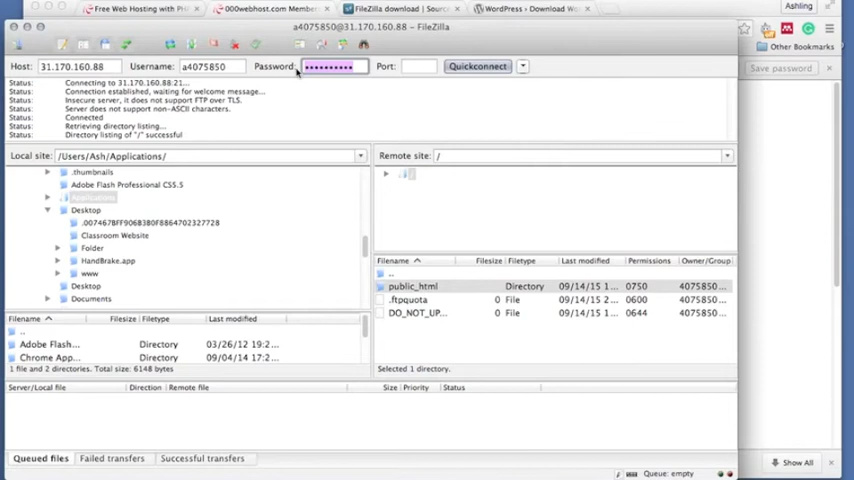 Free Web Hosting with PH
000webhost.com Member
FileZilla download | Sourc
WordPress › Download Wo
Ashling
a4075850@31.170.160.88 - FileZilla
Other Bookmarks
Host: 31.170.160.88 Username: a4075850 Password: •••••••••• Port: Quickconnect
Save password
Status: Connecting to 31.170.160.88:21...
Status: Connection established, waiting for welcome message...
Status: Insecure server, it does not support FTP over TLS.
Status: Server does not support non-ASCII characters.
Status: Connected
Status: Retrieving directory listing...
Status: Directory listing of "/" successful
Local site: /Users/Ash/Applications/
Remote site: /
.thumbnails
Adobe Flash Professional CS5.5
Applications
Desktop
.007467BFF906B3B0F8864702327728
Classroom Website
Folder
HandBrake.app
www
Desktop
Documents
/
Filename Filesize Filetype Last modified Permissions Owner/Group
..
public_html Directory 09/14/15 1... 0750 4075850...
.ftpquota 0 File 09/14/15 2... 0600 4075850...
DO_NOT_UP... 0 File 09/14/15 1... 0644 4075850...
Filename Filesize Filetype Last modified
..
Adobe Flash... Directory 03/26/12 19:2...
Chrome App... Directory 09/04/14 17:2...
1 file and 2 directories. Total size: 6148 bytes
Selected 1 directory.
Server/Local file Direction Remote file Size Priority Status
Queued files Failed transfers Successful transfers
Show All
Queue: empty